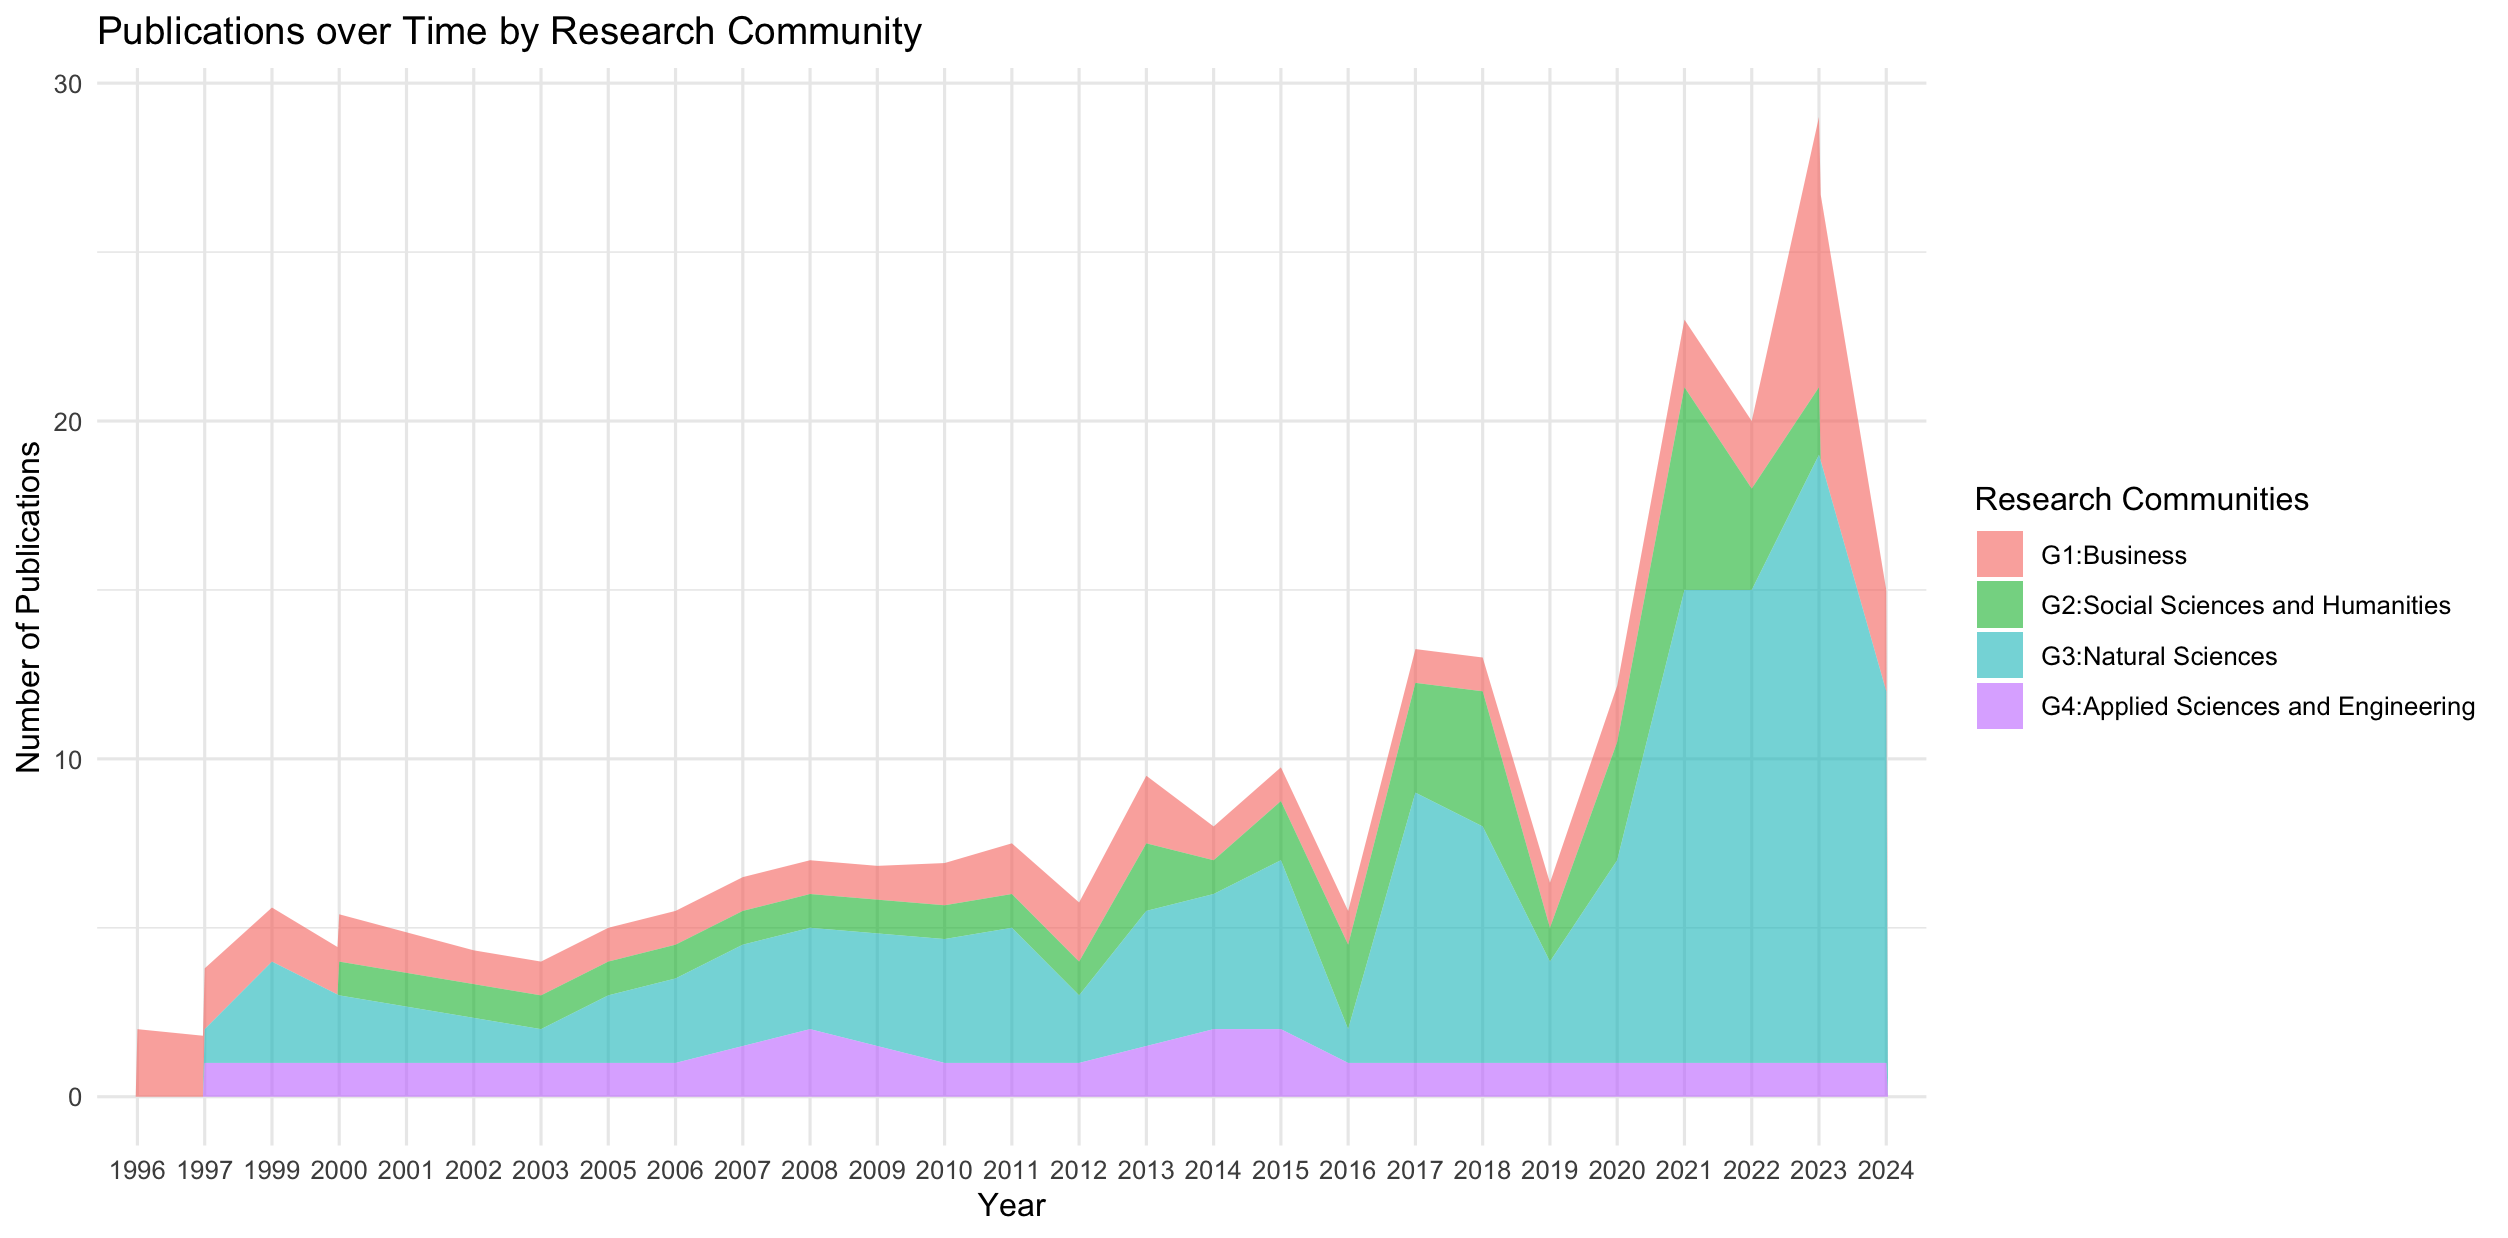 Publications over Time by Research Community
30
20
10
0
Number of Publications
1996 1997 1999 2000 2001 2002 2003 2005 2006 2007 2008 2009 2010 2011 2012 2013 2014 2015 2016 2017 2018 2019 2020 2021 2022 2023 2024
Year
Research Communities
G1:Business
G2:Social Sciences and Humanities
G3:Natural Sciences
G4:Applied Sciences and Engineering